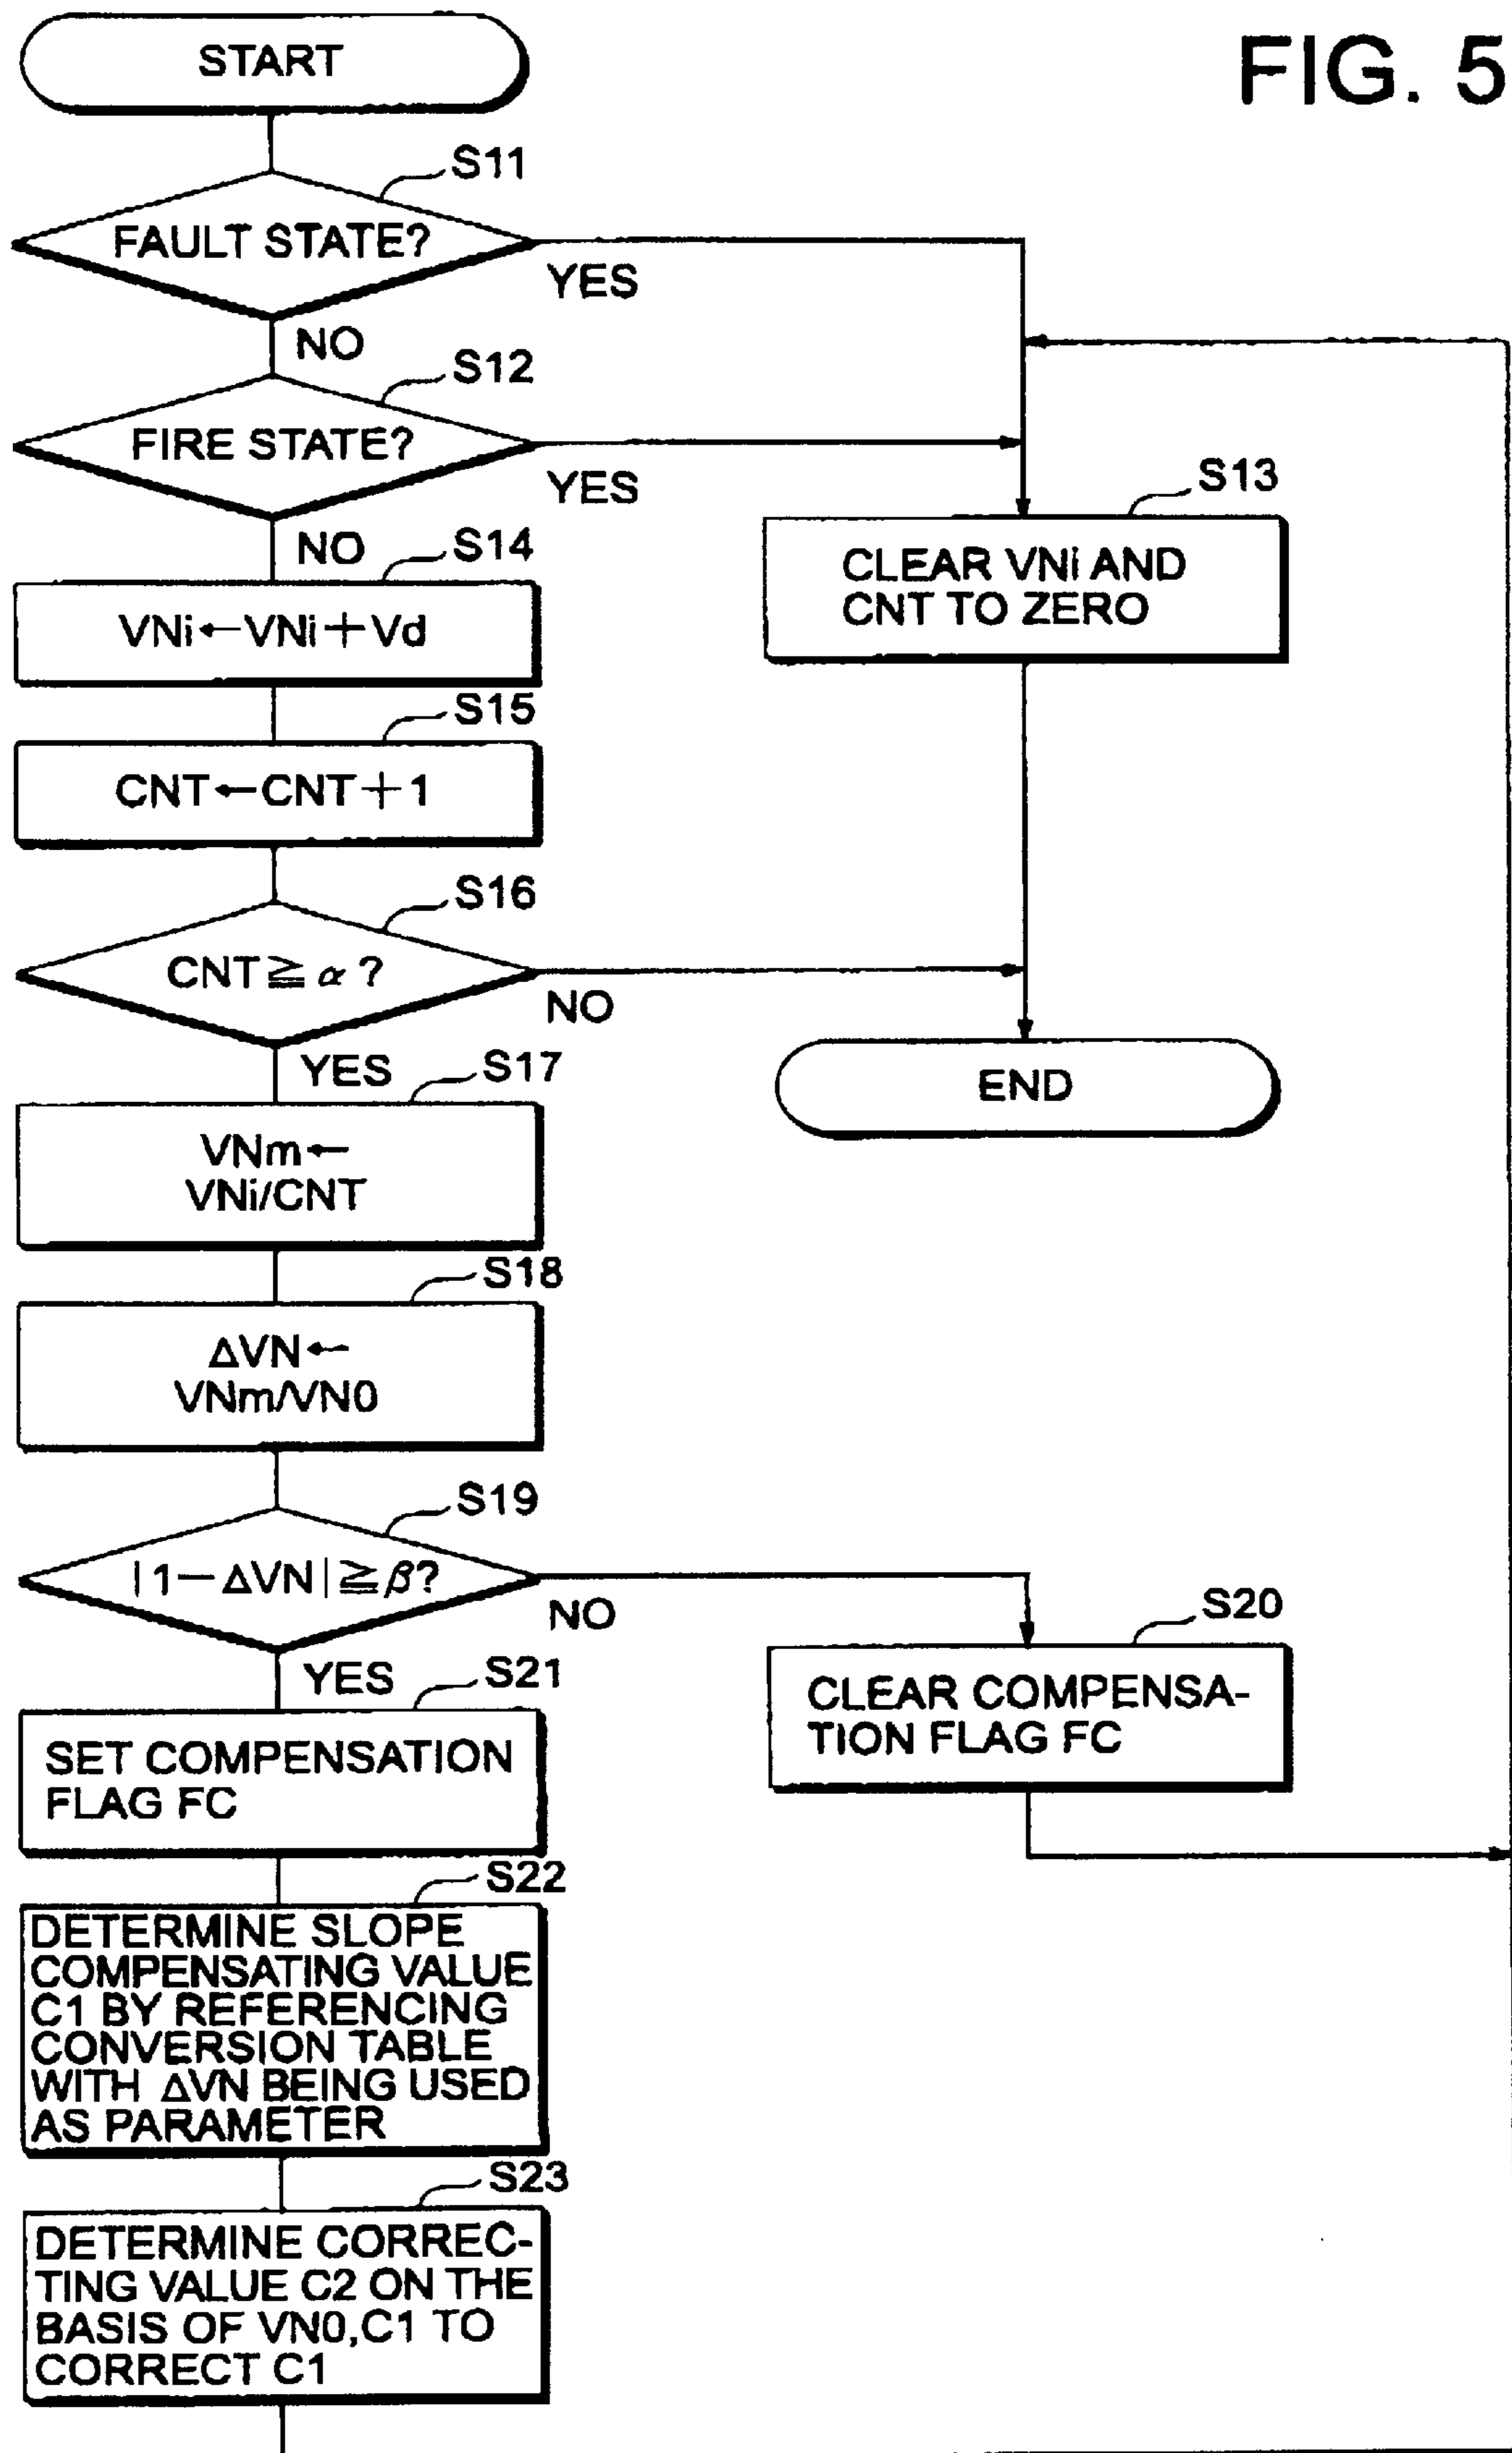 FIG. 5
START
S11
FAULT STATE?
YES
NO
S12
FIRE STATE?
YES
NO
S13
CLEAR VNi AND
CNT TO ZERO
S14
VNi←VNi+Vd
S15
CNT←CNT+1
S16
CNT≧α?
NO
YES
END
S17
VNm←
VNi/CNT
S18
ΔVN←
VNm/VN0
S19
|1−ΔVN|≧β?
NO
YES
S20
CLEAR COMPENSA-
TION FLAG FC
S21
SET COMPENSATION
FLAG FC
S22
DETERMINE SLOPE
COMPENSATING VALUE
C1 BY REFERENCING
CONVERSION TABLE
WITH ΔVN BEING USED
AS PARAMETER
S23
DETERMINE CORREC-
TING VALUE C2 ON THE
BASIS OF VN0,C1 TO
CORRECT C1